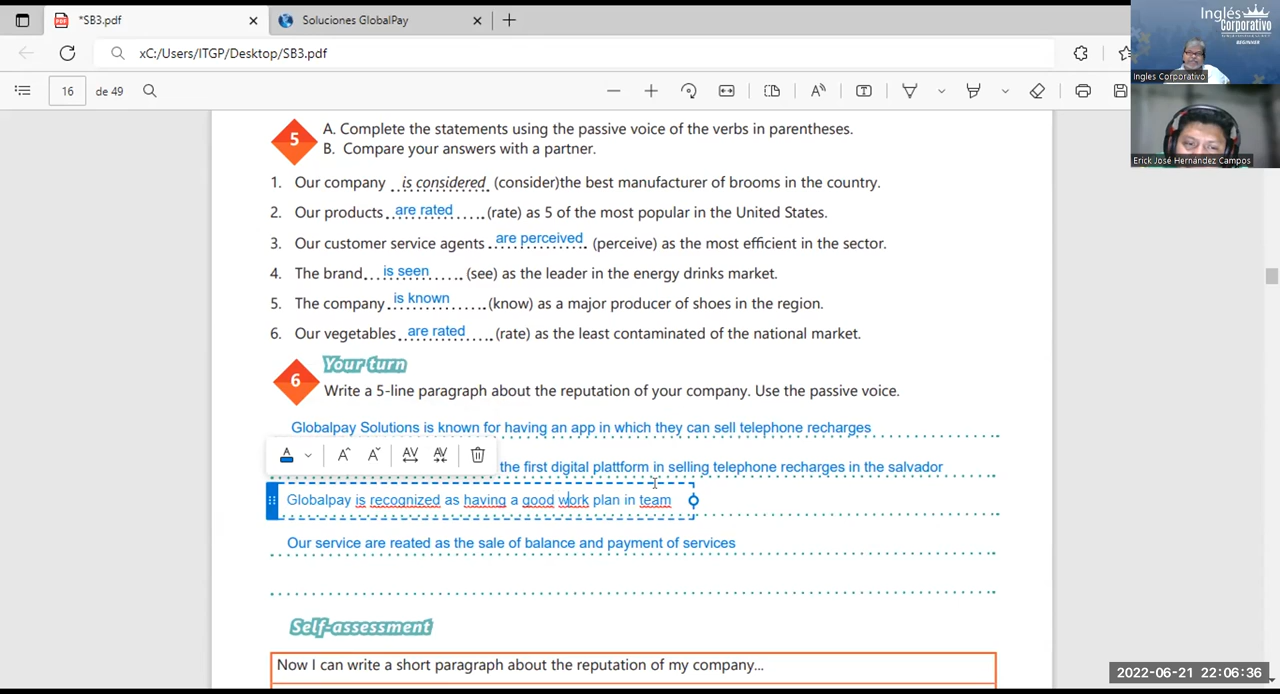 *SB3.pdf
Soluciones GlobalPay
xC:/Users/ITGP/Desktop/SB3.pdf
16 de 49
Inglés
Corporativo
BEGINNER
Ingles Corporativo
Erick José Hernández Campos
5
A. Complete the statements using the passive voice of the verbs in parentheses.
B. Compare your answers with a partner.
1. Our company is considered (consider)the best manufacturer of brooms in the country.
2. Our products are rated (rate) as 5 of the most popular in the United States.
3. Our customer service agents are perceived (perceive) as the most efficient in the sector.
4. The brand is seen (see) as the leader in the energy drinks market.
5. The company is known (know) as a major producer of shoes in the region.
6. Our vegetables are rated (rate) as the least contaminated of the national market.
Your turn
6
Write a 5-line paragraph about the reputation of your company. Use the passive voice.
Globalpay Solutions is known for having an app in which they can sell telephone recharges
the first digital plattform in selling telephone recharges in the salvador
Globalpay is recognized as having a good work plan in team
Our service are reated as the sale of balance and payment of services
Self-assessment
Now I can write a short paragraph about the reputation of my company...
2022-06-21 22:06:36